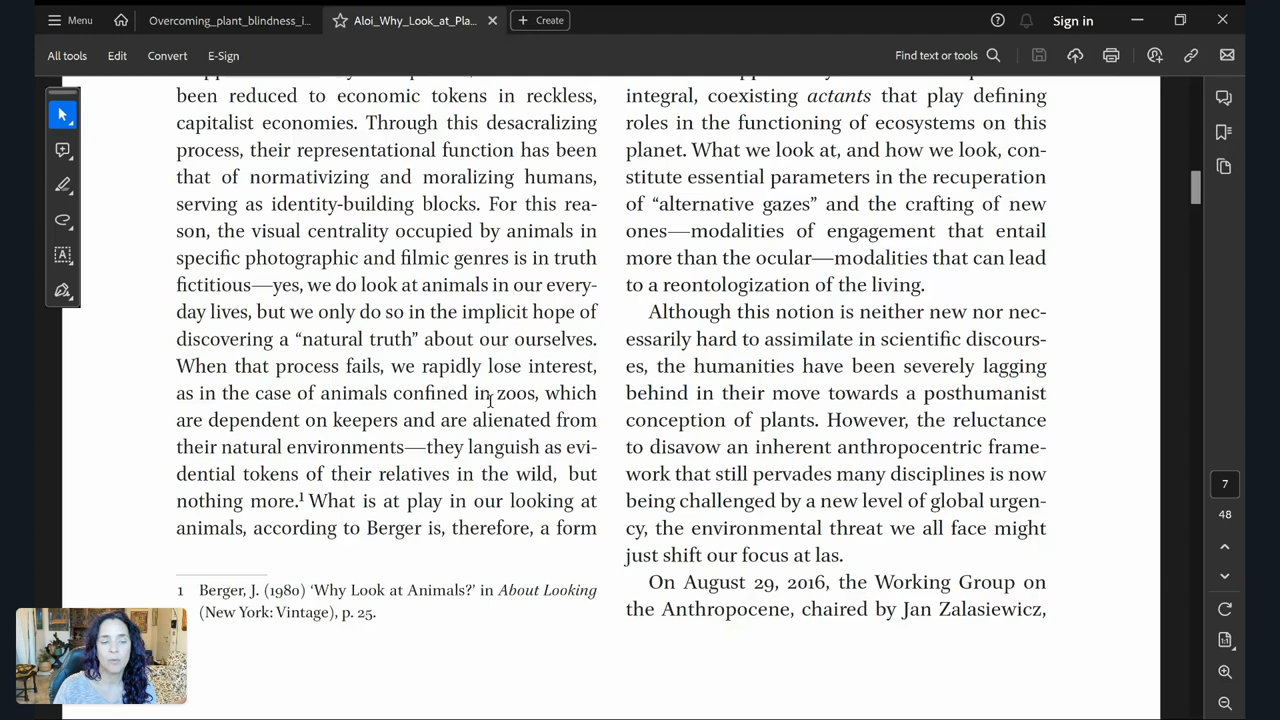 Menu
Overcoming_plant_blindness_i...
Aloi_Why_Look_at_Pla...
Create
Sign in
All tools
Edit
Convert
E-Sign
Find text or tools
been reduced to economic tokens in reckless,
capitalist economies. Through this desacralizing
process, their representational function has been
that of normativizing and moralizing humans,
serving as identity-building blocks. For this rea-
son, the visual centrality occupied by animals in
specific photographic and filmic genres is in truth
fictitious—yes, we do look at animals in our every-
day lives, but we only do so in the implicit hope of
discovering a “natural truth” about our ourselves.
When that process fails, we rapidly lose interest,
as in the case of animals confined in zoos, which
are dependent on keepers and are alienated from
their natural environments—they languish as evi-
dential tokens of their relatives in the wild, but
nothing more.¹ What is at play in our looking at
animals, according to Berger is, therefore, a form
1 Berger, J. (1980) ‘Why Look at Animals?’ in About Looking
(New York: Vintage), p. 25.
integral, coexisting actants that play defining
roles in the functioning of ecosystems on this
planet. What we look at, and how we look, con-
stitute essential parameters in the recuperation
of “alternative gazes” and the crafting of new
ones—modalities of engagement that entail
more than the ocular—modalities that can lead
to a reontologization of the living.
Although this notion is neither new nor nec-
essarily hard to assimilate in scientific discours-
es, the humanities have been severely lagging
behind in their move towards a posthumanist
conception of plants. However, the reluctance
to disavow an inherent anthropocentric frame-
work that still pervades many disciplines is now
being challenged by a new level of global urgen-
cy, the environmental threat we all face might
just shift our focus at las.
On August 29, 2016, the Working Group on
the Anthropocene, chaired by Jan Zalasiewicz,
7
48
1:1